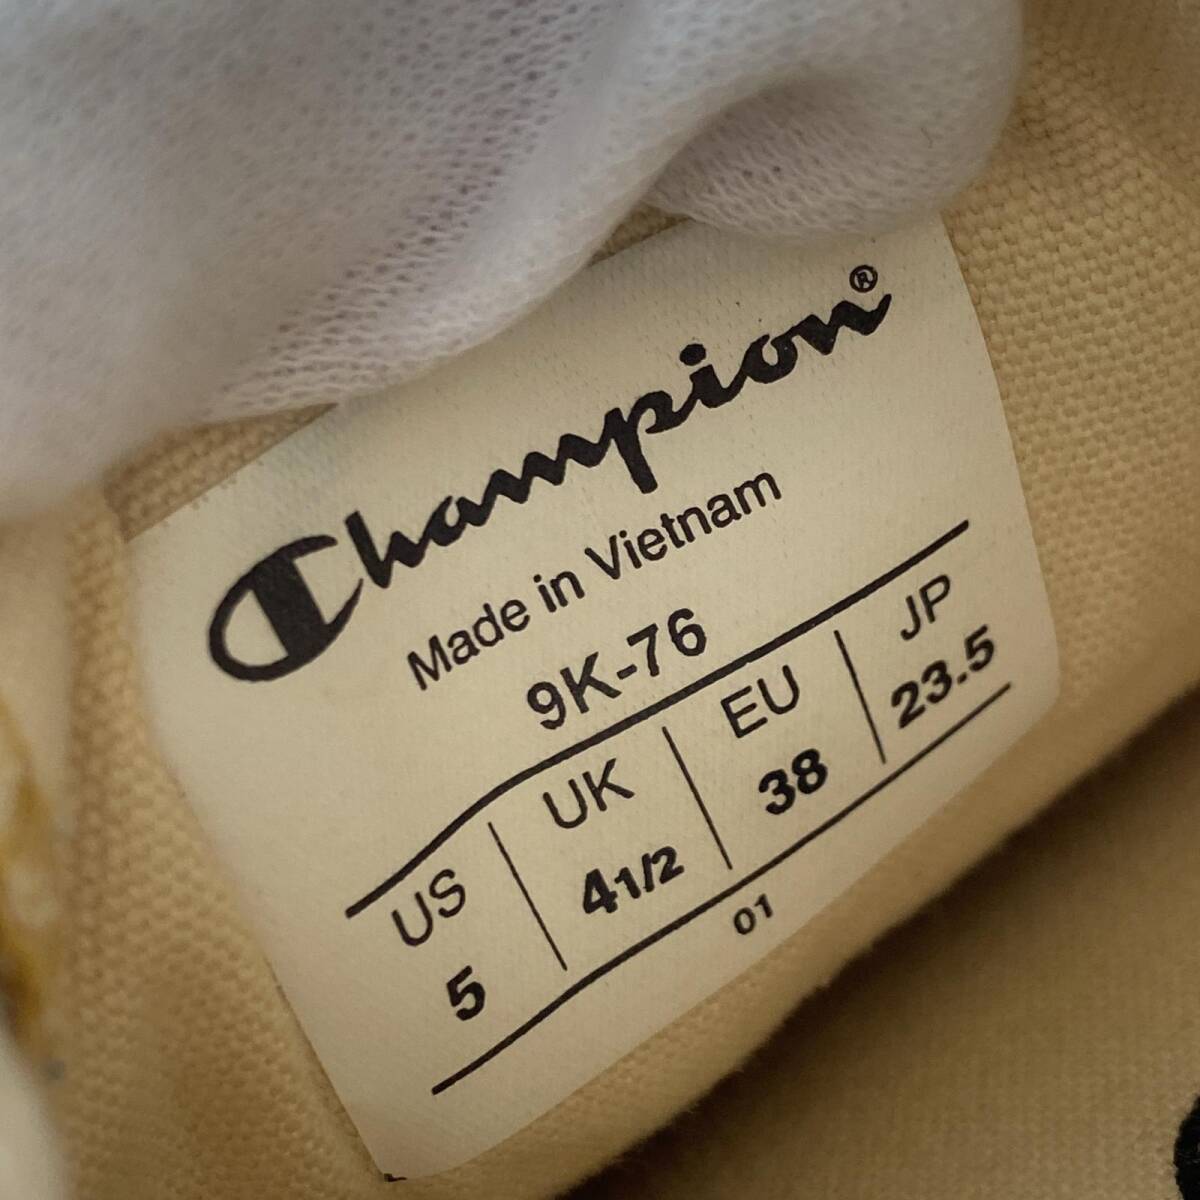 Champion®
Made in Vietnam
9K-76
US UK EU JP
5 4 1/2 38 23.5
01